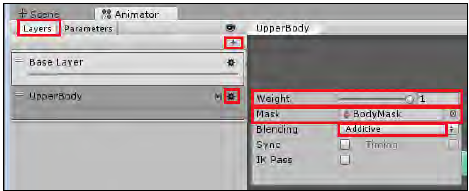 Scene Animator
Layers Parameters UpperBody
+
Base Layer
UpperBody M
Weight 1
Mask BodyMask
Blending Additive
Sync Timing
IK Pass